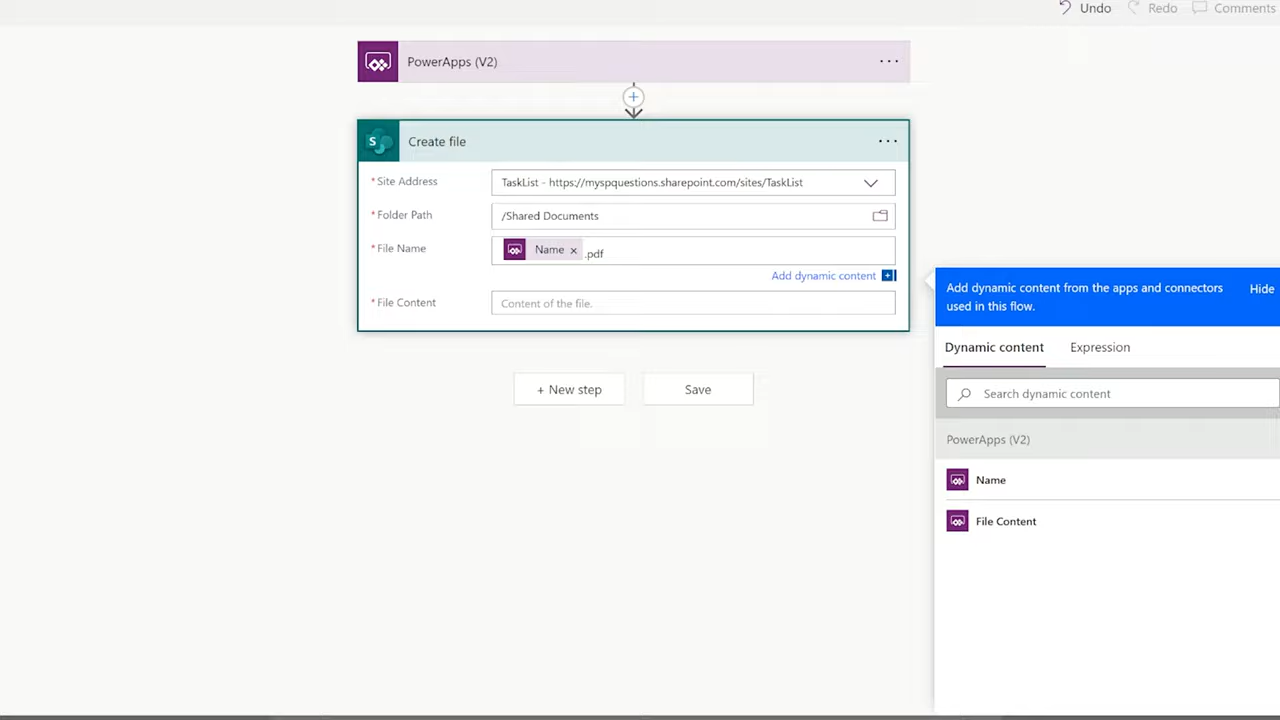 Undo Redo Comments
PowerApps (V2)
S
Create file
* Site Address TaskList - https://myspquestions.sharepoint.com/sites/TaskList
* Folder Path /Shared Documents
* File Name Name × .pdf
Add dynamic content
* File Content Content of the file.
+ New step Save
Add dynamic content from the apps and connectors
used in this flow.
Hide
Dynamic content Expression
Search dynamic content
PowerApps (V2)
Name
File Content